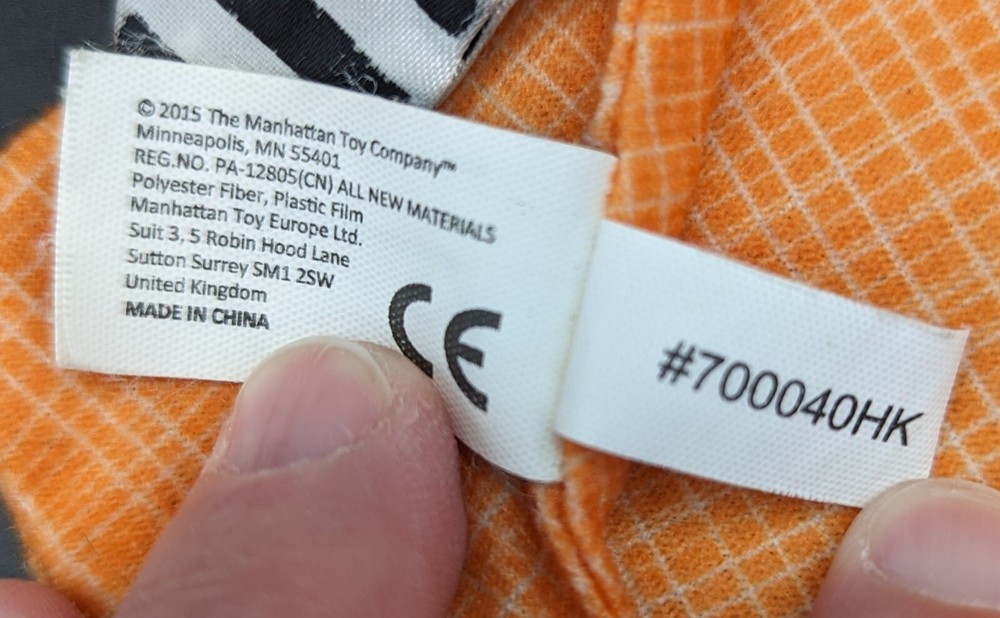 © 2015 The Manhattan Toy Company™
Minneapolis, MN 55401
REG.NO. PA-12805(CN) ALL NEW MATERIALS
Polyester Fiber, Plastic Film
Manhattan Toy Europe Ltd.
Suit 3, 5 Robin Hood Lane
Sutton Surrey SM1 2SW
United Kingdom
MADE IN CHINA
CE
#700040HK